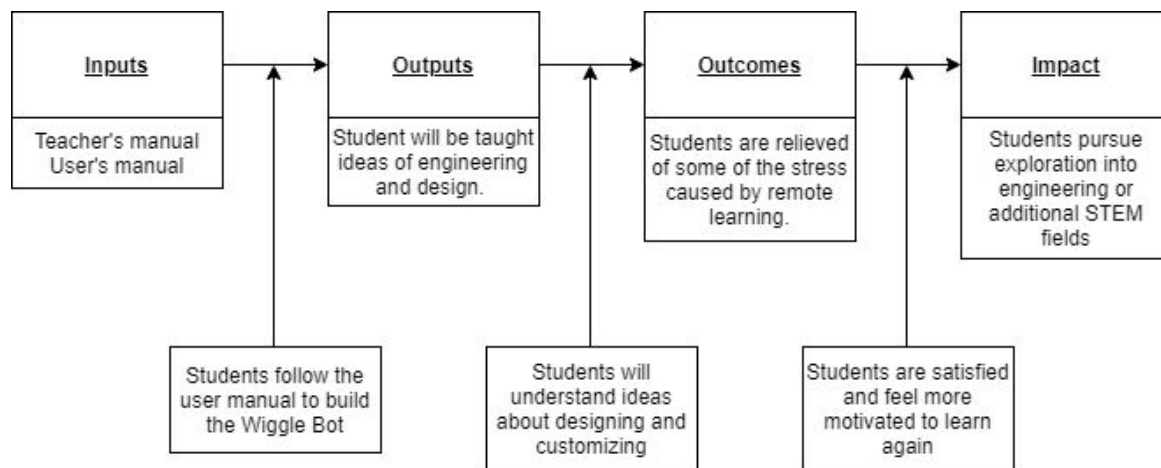 Inputs
Teacher's manual
User's manual
Outputs
Student will be taught
ideas of engineering
and design.
Outcomes
Students are relieved
of some of the stress
caused by remote
learning.
Impact
Students pursue
exploration into
engineering or
additional STEM
fields
Students follow the
user manual to build
the Wiggle Bot
Students will
understand ideas
about designing and
customizing
Students are satisfied
and feel more
motivated to learn
again